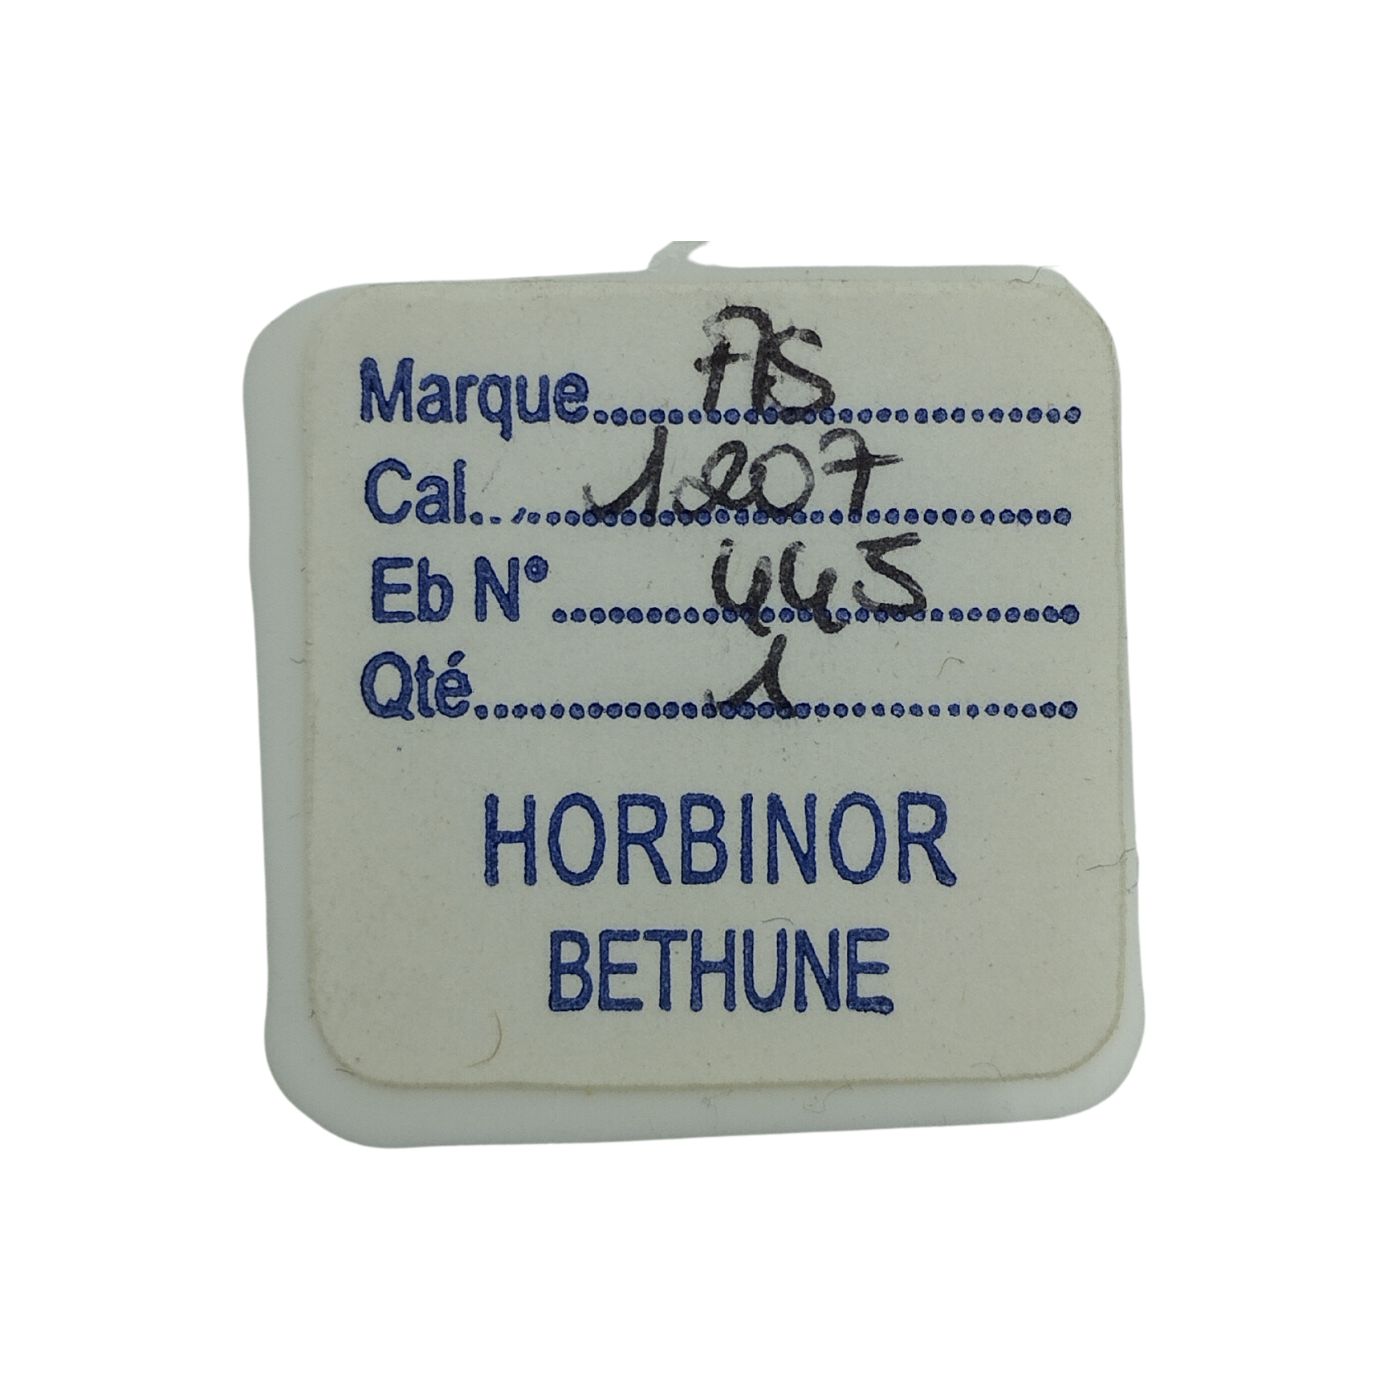 Marque AS
Cal. 1207
Eb N° 445
Qté 1
HORBINOR
BETHUNE